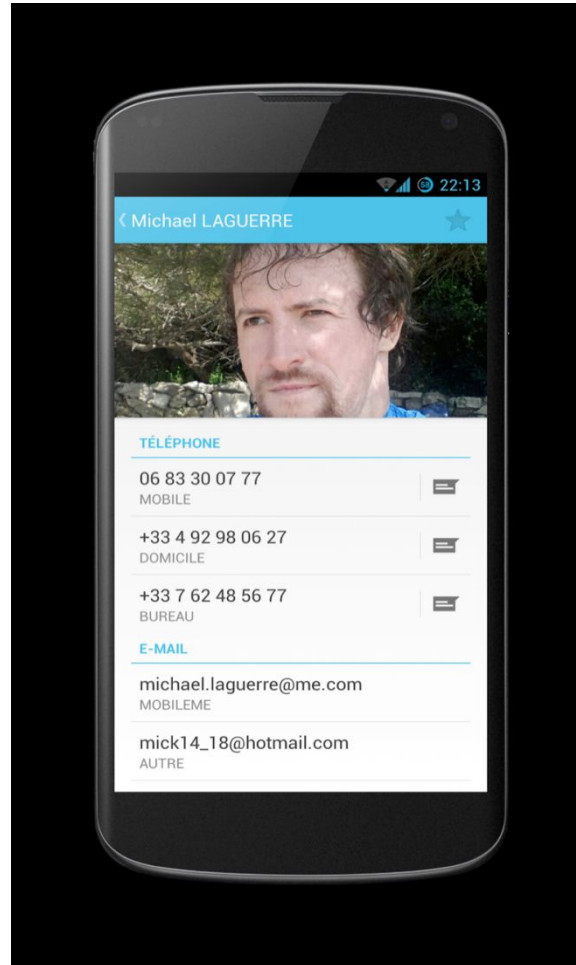 58 22:13
Michael LAGUERRE
TÉLÉPHONE
06 83 30 07 77
MOBILE
+33 4 92 98 06 27
DOMICILE
+33 7 62 48 56 77
BUREAU
E-MAIL
michael.laguerre@me.com
MOBILEME
mick14_18@hotmail.com
AUTRE